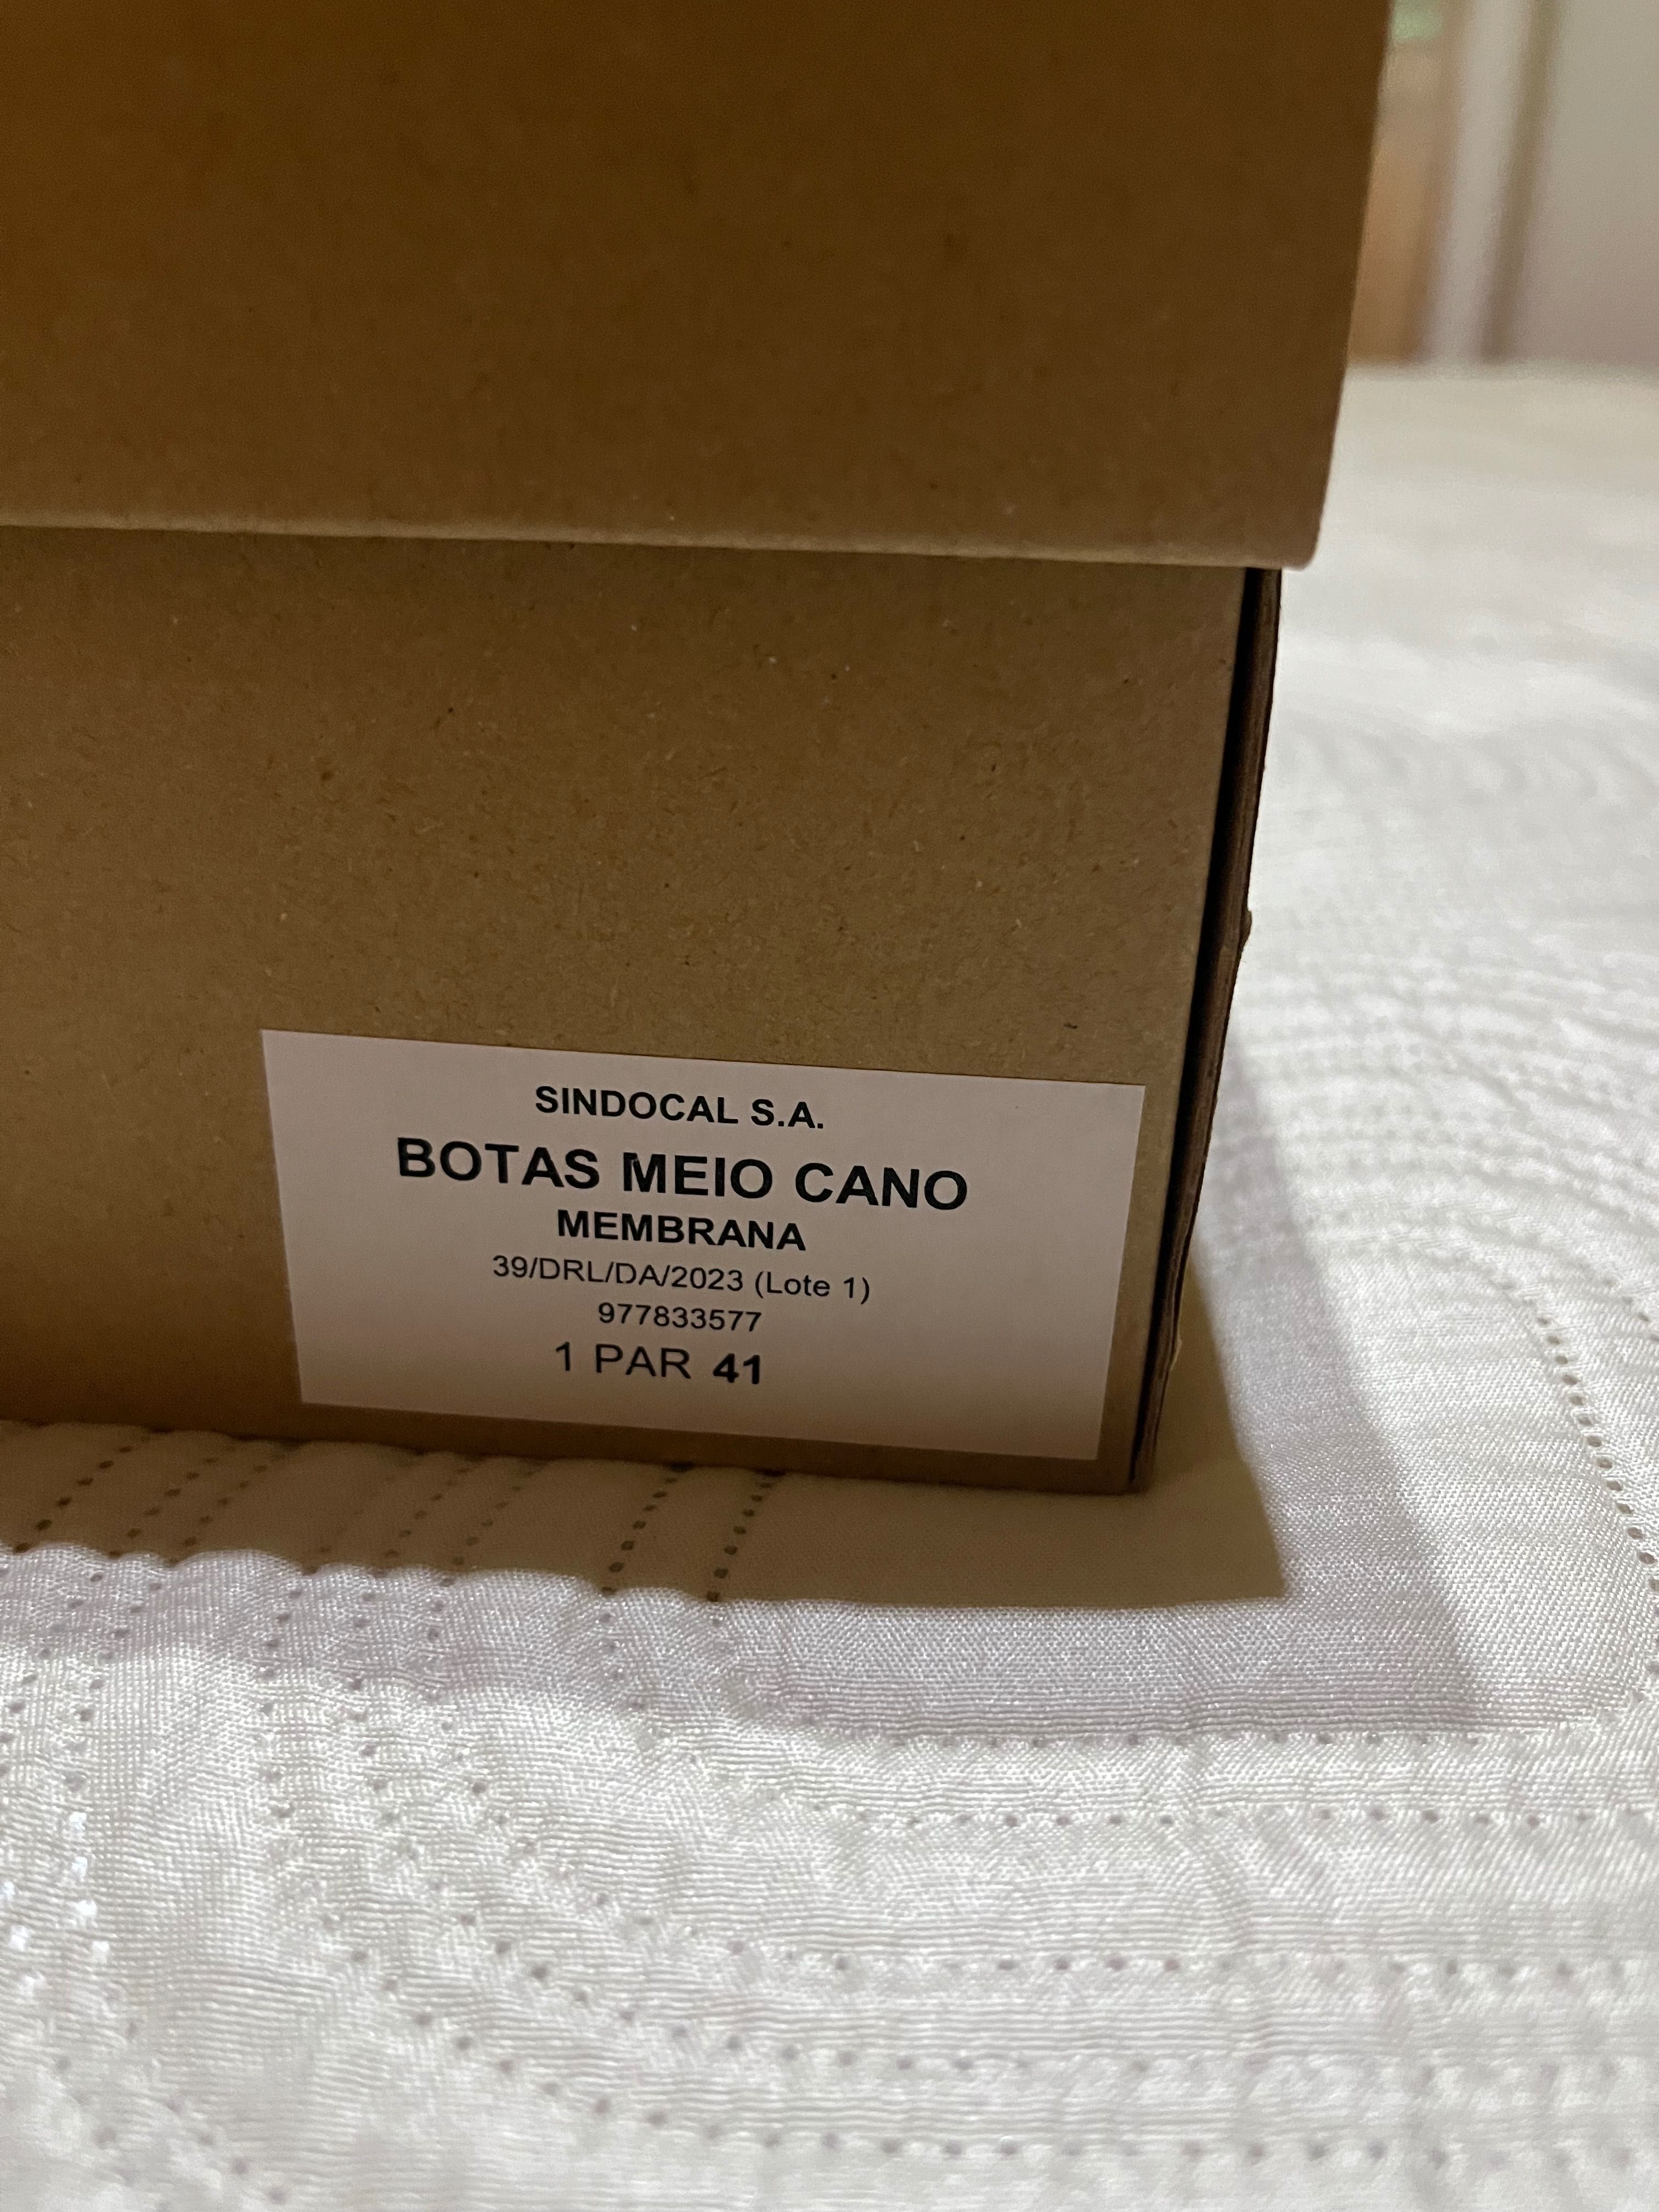 SINDOCAL S.A.
BOTAS MEIO CANO
MEMBRANA
39/DRL/DA/2023 (Lote 1)
977833577
1 PAR 41